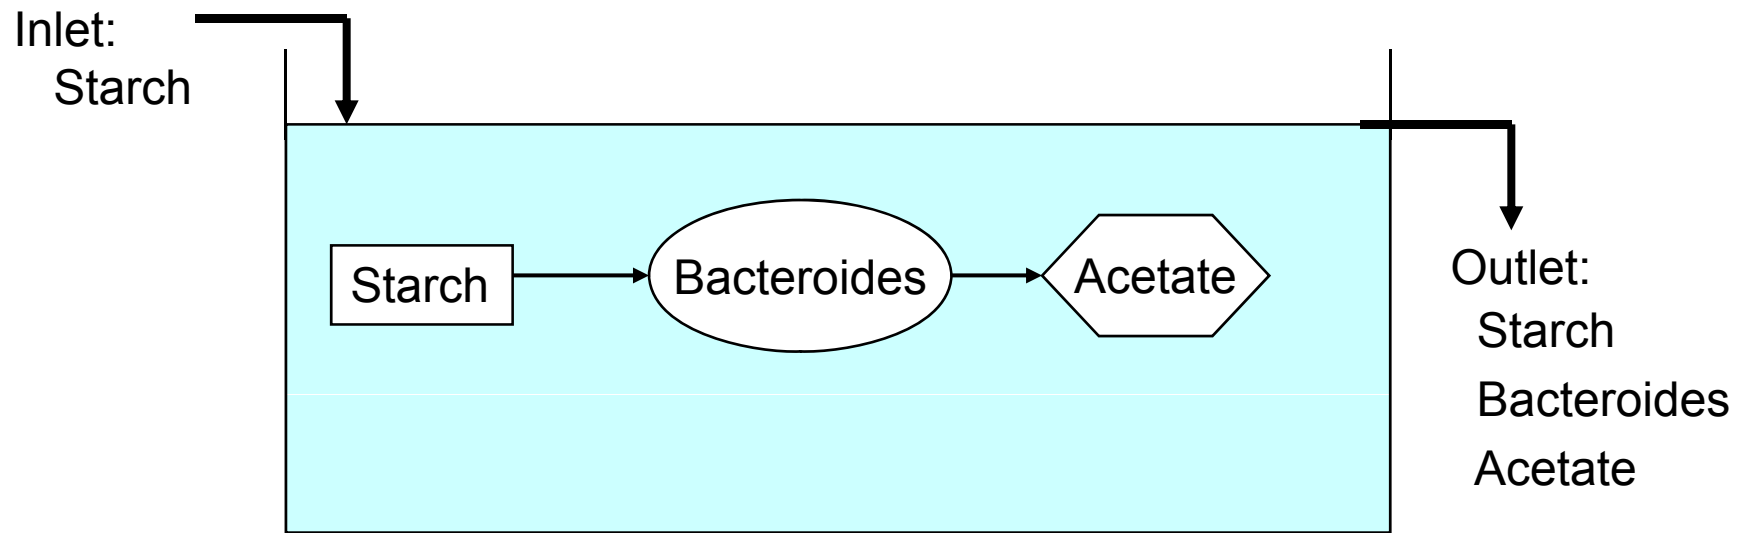 Inlet:
Starch
Starch
Bacteroides
Acetate
Outlet:
Starch
Bacteroides
Acetate